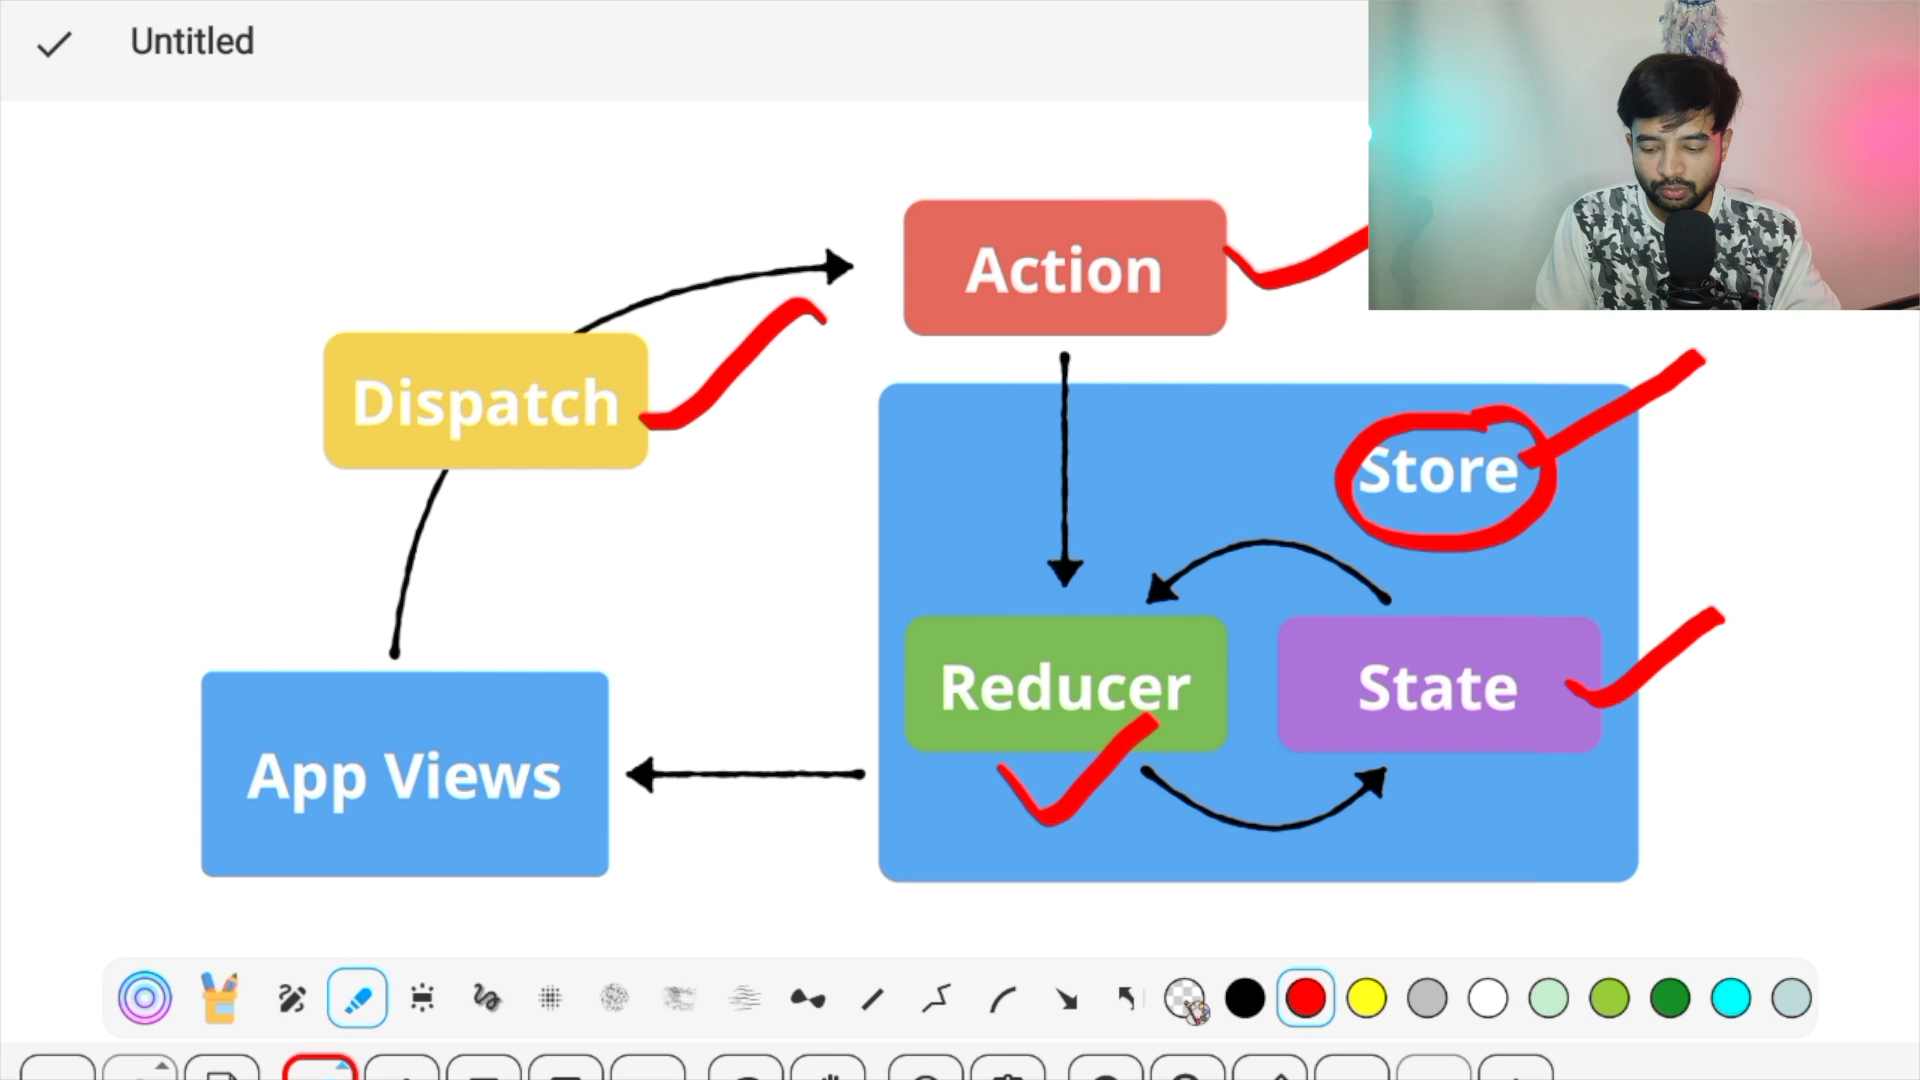 Untitled
Action
Dispatch
Store
Reducer
State
App Views